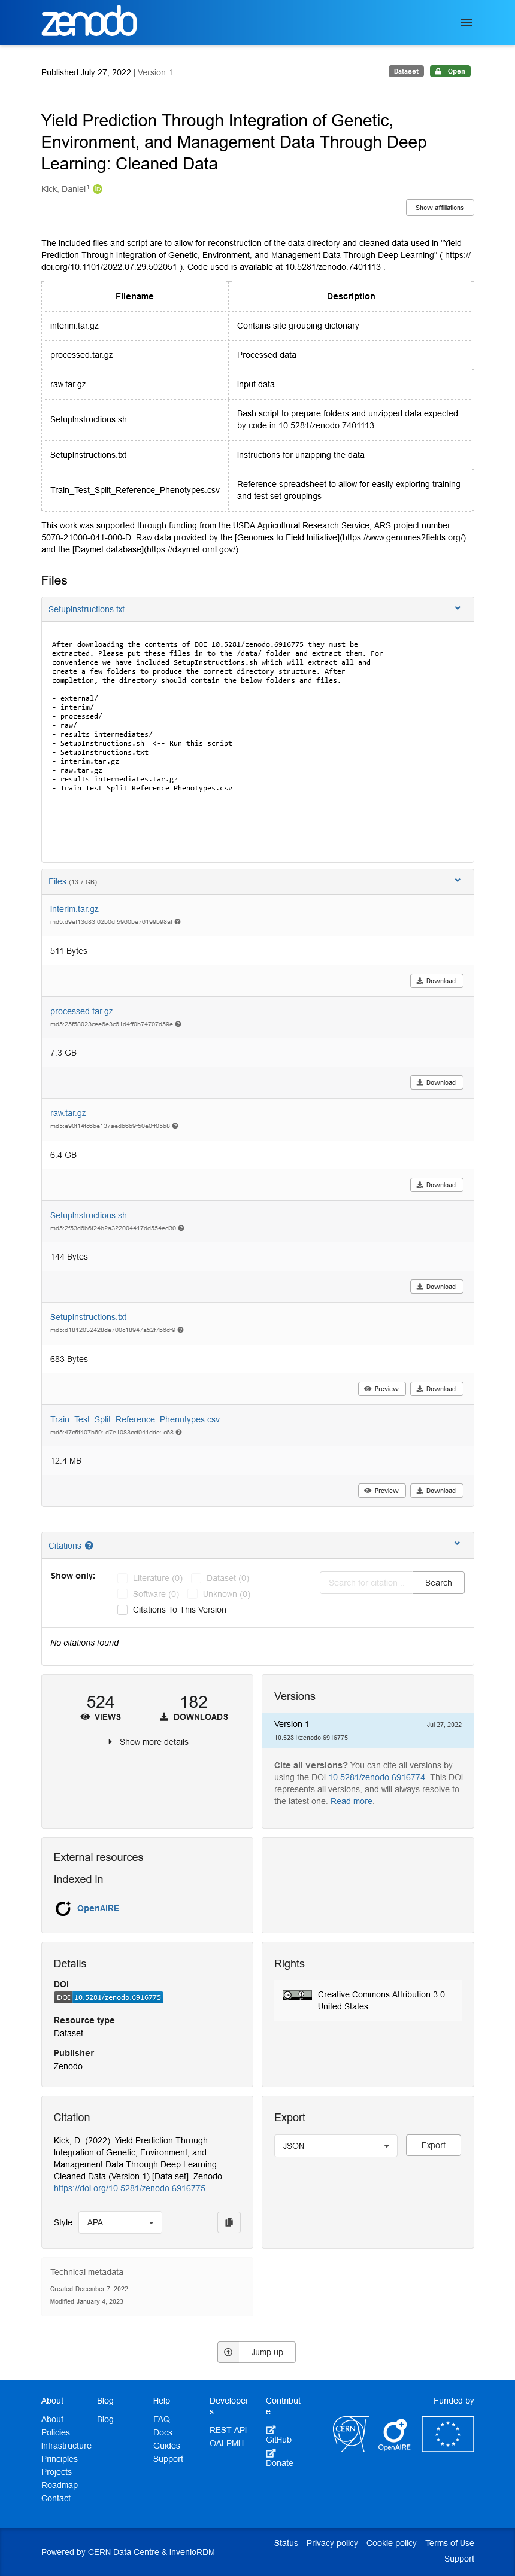 zenodo
Published July 27, 2022 | Version 1
Dataset
Open
Yield Prediction Through Integration of Genetic,
Environment, and Management Data Through Deep
Learning: Cleaned Data
Kick, Daniel¹
Show affiliations
The included files and script are to allow for reconstruction of the data directory and cleaned data used in "Yield
Prediction Through Integration of Genetic, Environment, and Management Data Through Deep Learning" ( https://
doi.org/10.1101/2022.07.29.502051 ). Code used is available at 10.5281/zenodo.7401113 .
Filename Description
interim.tar.gz Contains site grouping dictonary
processed.tar.gz Processed data
raw.tar.gz Input data
SetupInstructions.sh Bash script to prepare folders and unzipped data expected
by code in 10.5281/zenodo.7401113
SetupInstructions.txt Instructions for unzipping the data
Train_Test_Split_Reference_Phenotypes.csv Reference spreadsheet to allow for easily exploring training
and test set groupings
This work was supported through funding from the USDA Agricultural Research Service, ARS project number
5070-21000-041-000-D. Raw data provided by the [Genomes to Field Initiative](https://www.genomes2fields.org/)
and the [Daymet database](https://daymet.ornl.gov/).
Files
SetupInstructions.txt
After downloading the contents of DOI 10.5281/zenodo.6916775 they must be
extracted. Please put these files in to the /data/ folder and extract them. For
convenience we have included SetupInstructions.sh which will extract all and
create a few folders to produce the correct directory structure. After
completion, the directory should contain the below folders and files.
- external/
- interim/
- processed/
- raw/
- results_intermediates/
- SetupInstructions.sh <-- Run this script
- SetupInstructions.txt
- interim.tar.gz
- raw.tar.gz
- results_intermediates.tar.gz
- Train_Test_Split_Reference_Phenotypes.csv
Files (13.7 GB)
interim.tar.gz
511 Bytes
Download
processed.tar.gz
7.3 GB
Download
raw.tar.gz
6.4 GB
Download
SetupInstructions.sh
144 Bytes
Download
SetupInstructions.txt
683 Bytes
Preview Download
Train_Test_Split_Reference_Phenotypes.csv
12.4 MB
Preview Download
Citations
Show only: Literature (0) Dataset (0)
Software (0) Unknown (0)
Citations To This Version
Search for citation
Search
No citations found
524
VIEWS
182
DOWNLOADS
Show more details
Versions
Version 1 Jul 27, 2022
10.5281/zenodo.6916775
Cite all versions? You can cite all versions by
using the DOI 10.5281/zenodo.6916774. This DOI
represents all versions, and will always resolve to
the latest one. Read more.
External resources
Indexed in
OpenAIRE
Details
DOI
DOI 10.5281/zenodo.6916775
Resource type
Dataset
Publisher
Zenodo
Rights
Creative Commons Attribution 3.0
United States
Citation
Kick, D. (2022). Yield Prediction Through
Integration of Genetic, Environment, and
Management Data Through Deep Learning:
Cleaned Data (Version 1) [Data set]. Zenodo.
https://doi.org/10.5281/zenodo.6916775
Style APA
Export
JSON Export
Technical metadata
Created December 7, 2022
Modified January 4, 2023
Jump up
About
About
Policies
Infrastructure
Principles
Projects
Roadmap
Contact
Blog
Blog
Help
FAQ
Docs
Guides
Support
Developer
s
REST API
OAI-PMH
Contribut
e
GitHub
Donate
Funded by
CERN
OpenAIRE
Powered by CERN Data Centre & InvenioRDM
Status Privacy policy Cookie policy Terms of Use
Support